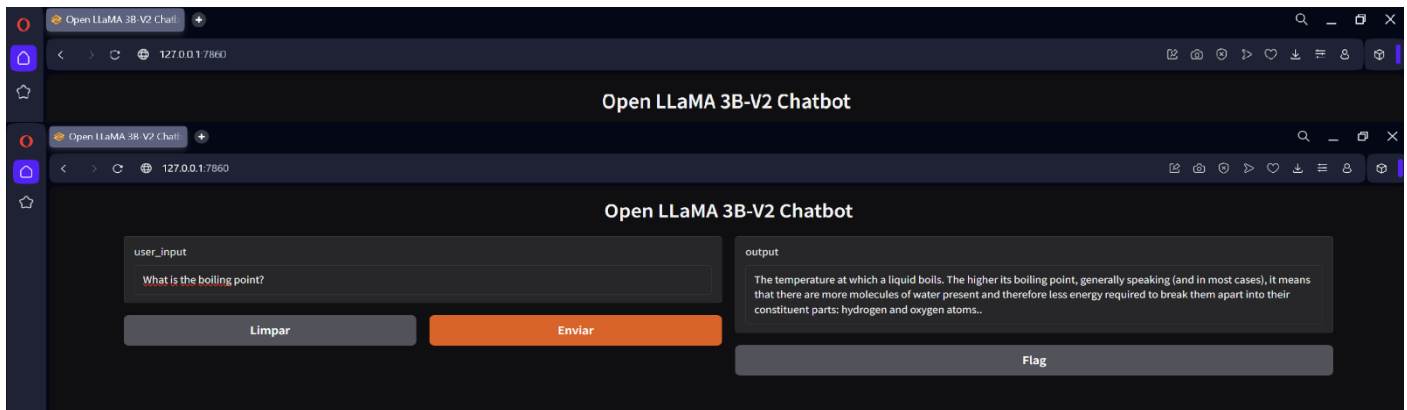 Open LLaMA 3B-V2 Chatb
127.0.0.1:7860
Open LLaMA 3B-V2 Chatbot
Open LLaMA 3B-V2 Chatb
127.0.0.1:7860
Open LLaMA 3B-V2 Chatbot
user_input
What is the boiling point?
Limpar
Enviar
output
The temperature at which a liquid boils. The higher its boiling point, generally speaking (and in most cases), it means
that there are more molecules of water present and therefore less energy required to break them apart into their
constituent parts: hydrogen and oxygen atoms..
Flag